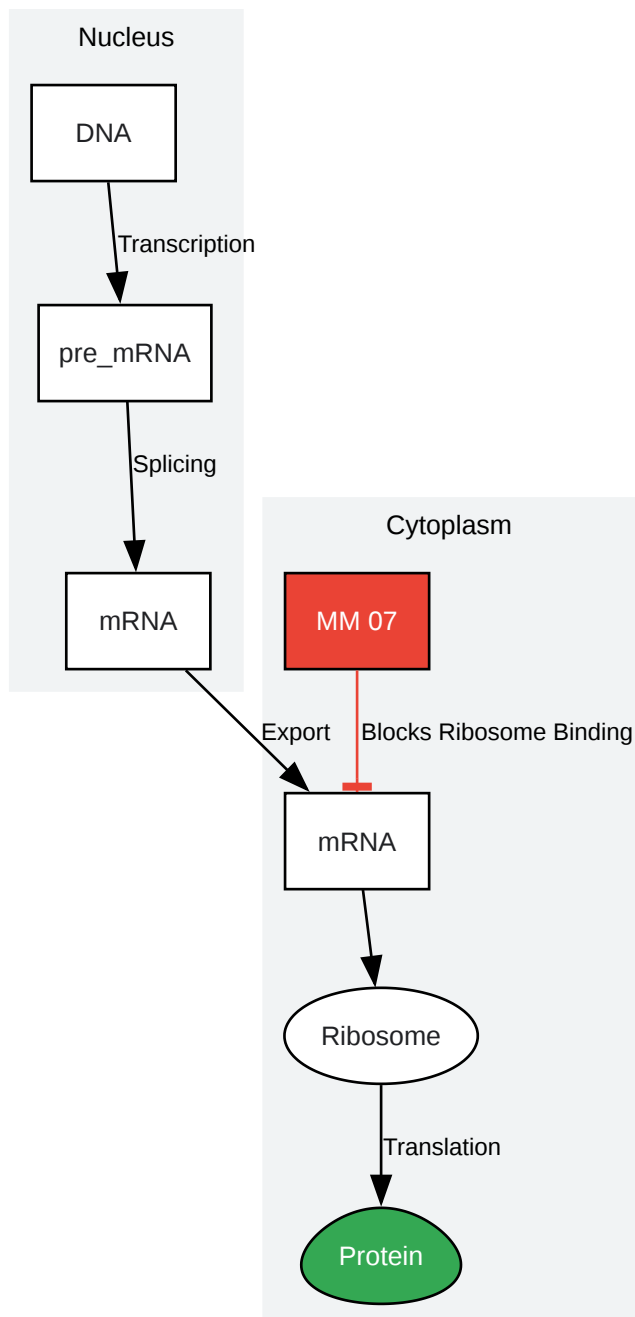 Nucleus
DNA
Transcription
pre_mRNA
Splicing
Cytoplasm
mRNA
MM 07
Export
Blocks Ribosome Binding
mRNA
Ribosome
Translation
Protein